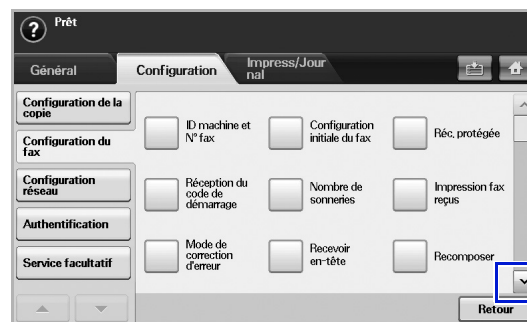 Prêt
Général
Configuration
Impress/Jour
nal
Configuration de la
copie
Configuration du
fax
Configuration
réseau
Authentification
Service facultatif
ID machine et
N° fax
Configuration
initiale du fax
Réc. protégée
Réception du
code de
démarrage
Nombre de
sonneries
Impression fax
reçus
Mode de
correction
d'erreur
Recevoir
en-tête
Recomposer
Retour